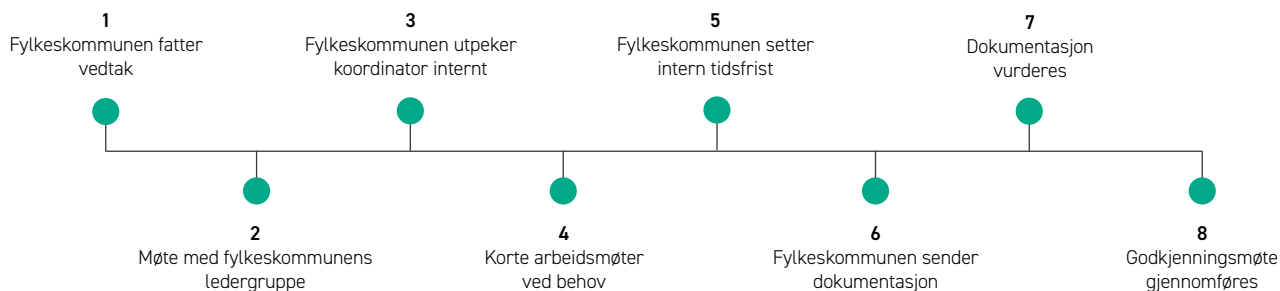 1
Fylkeskommunen fatter
vedtak
2
Møte med fylkeskommunens
ledergruppe
3
Fylkeskommunen utpeker
koordinator internt
4
Korte arbeidsmøter
ved behov
5
Fylkeskommunen setter
intern tidsfrist
6
Fylkeskommunen sender
dokumentasjon
7
Dokumentasjon
vurderes
8
Godkjenningsmøte
gjennomføres